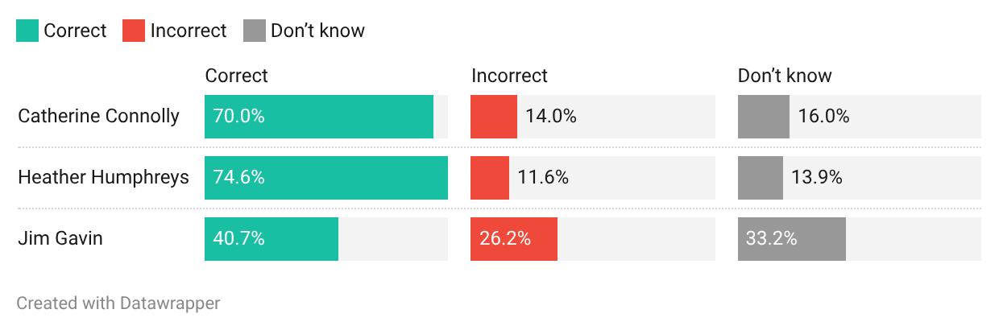 Correct Incorrect Don’t know
Correct Incorrect Don’t know
Catherine Connolly 70.0% 14.0% 16.0%
Heather Humphreys 74.6% 11.6% 13.9%
Jim Gavin 40.7% 26.2% 33.2%
Created with Datawrapper